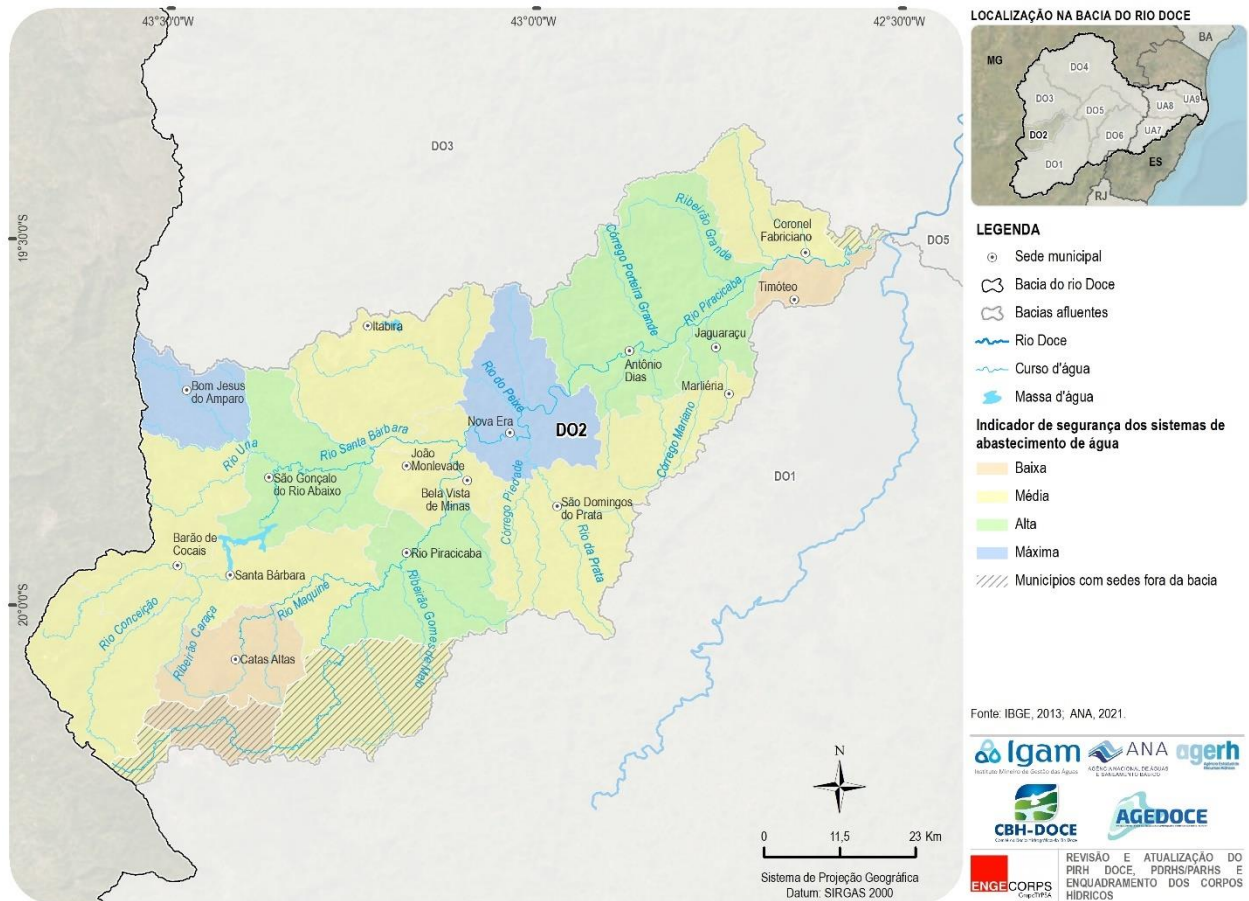 43°30'0"W
43°0'0"W
42°30'0"W
19°30'0"S
20°0'0"S
DO3
DO5
DO1
DO2
Ribeirão Grande
Coronel
Fabriciano
Córrego Porteira Grande
Rio Piracicaba
Timóteo
Itabira
Jaguaraçu
Antônio
Dias
Marliéria
Bom Jesus
do Amparo
Rio do Peixe
Nova Era
Rio Una
Rio Santa Bárbara
João
Monlevade
Córrego Mariano
São Gonçalo
do Rio Abaixo
Bela Vista
de Minas
Córrego Piedade
São Domingos
do Prata
Rio da Prata
Barão de
Cocais
Rio Piracicaba
Santa Bárbara
Rio Maquine
Rio Conceição
Ribeirão Caraça
Ribeirão Gomes de Melo
Catas Altas
N
0 11,5 23 Km
Sistema de Projeção Geográfica
Datum: SIRGAS 2000
LOCALIZAÇÃO NA BACIA DO RIO DOCE
BA
MG
DO4
DO3
DO5
UA8
UA9
DO2
DO6
UA7
DO1
ES
RJ
LEGENDA
Sede municipal
Bacia do rio Doce
Bacias afluentes
Rio Doce
Curso d'água
Massa d'água
Indicador de segurança dos sistemas de
abastecimento de água
Baixa
Média
Alta
Máxima
Municipios com sedes fora da bacia
Fonte: IBGE, 2013; ANA, 2021.
Igam
Instituto Mineiro de Gestão das Águas
ANA
AGÊNCIA NACIONAL DE ÁGUAS
E SANEAMENTO BÁSICO
agerh
CBH-DOCE
AGEDOCE
ENGECORPS
GrupoTYPSA
REVISÃO E ATUALIZAÇÃO DO
PIRH DOCE, PDRHS/PARHS E
ENQUADRAMENTO DOS CORPOS
HÍDRICOS